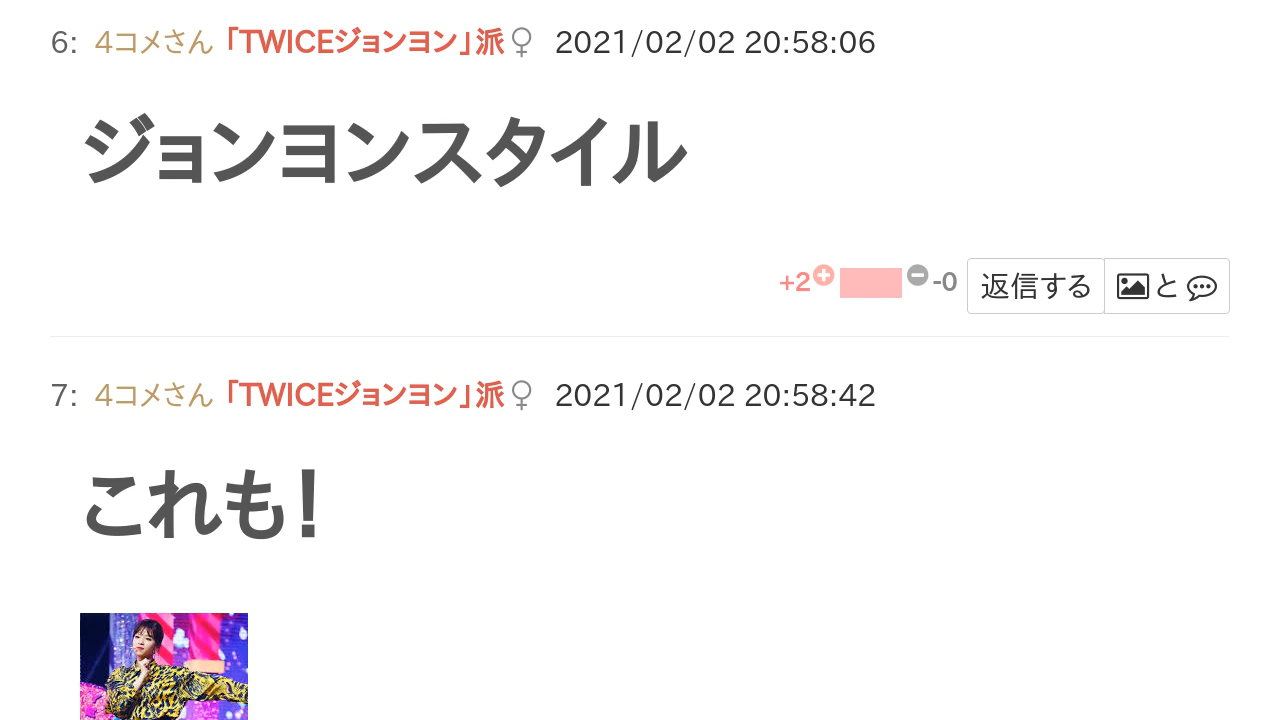 6: 4コメさん「TWICEジョンヨン」派♀ 2021/02/02 20:58:06
ジョンヨンスタイル
+2 -0 返信する と
7: 4コメさん「TWICEジョンヨン」派♀ 2021/02/02 20:58:42
これも!